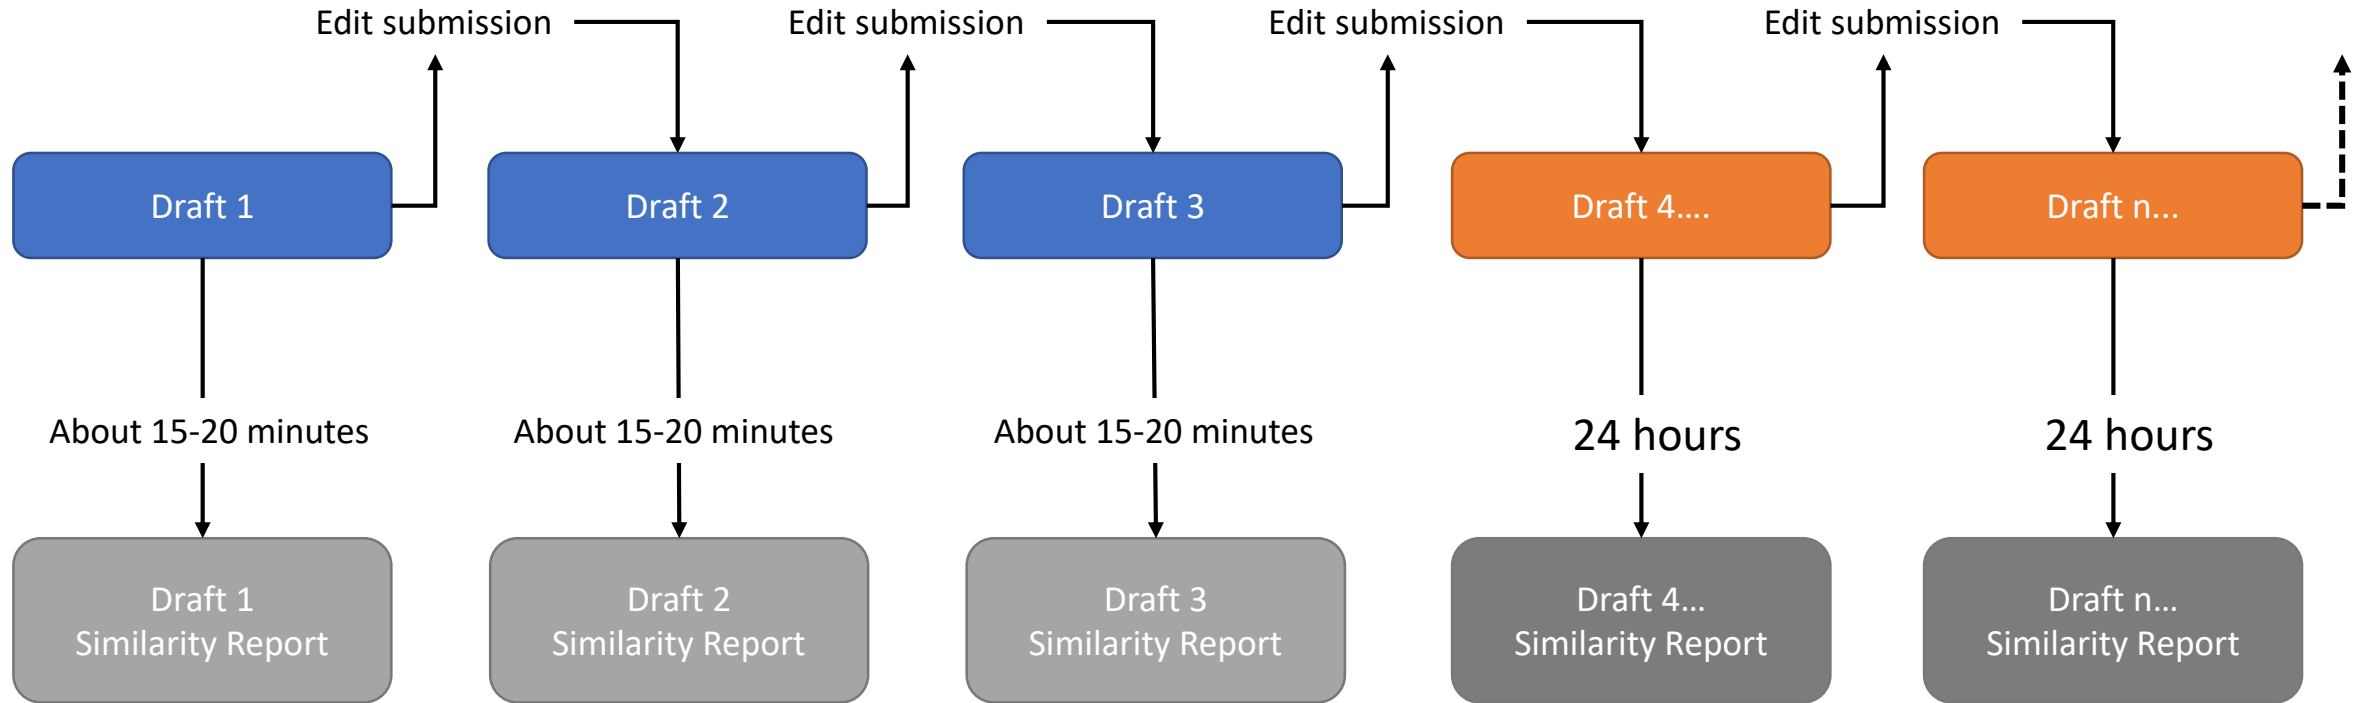 Edit submission
Edit submission
Edit submission
Edit submission
Draft 1
Draft 2
Draft 3
Draft 4....
Draft n...
About 15-20 minutes
About 15-20 minutes
About 15-20 minutes
24 hours
24 hours
Draft 1
Similarity Report
Draft 2
Similarity Report
Draft 3
Similarity Report
Draft 4...
Similarity Report
Draft n...
Similarity Report